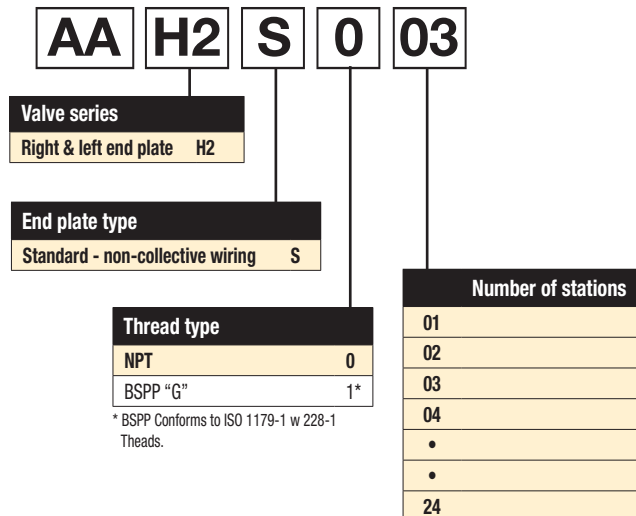 AA H2 S 0 03
Valve series
Right & left end plate H2
End plate type
Standard - non-collective wiring S
Thread type
NPT 0
BSPP “G” 1*
* BSPP Conforms to ISO 1179-1 w 228-1
Theads.
Number of stations
01
02
03
04
•
•
24